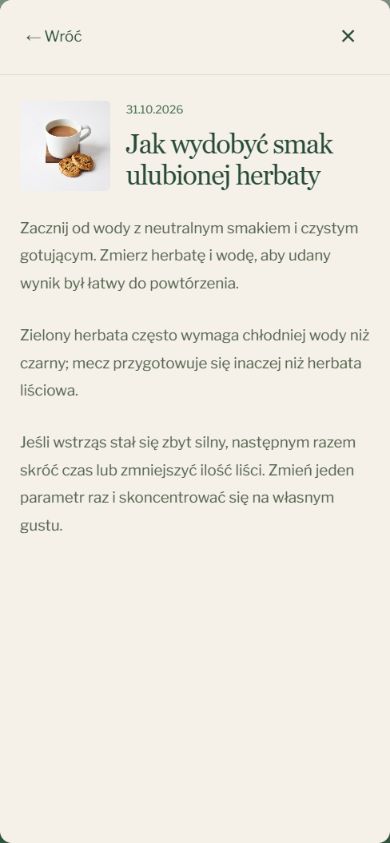 ← Wróć
31.10.2026
Jak wydobyć smak
ulubionej herbaty
Zacznij od wody z neutralnym smakiem i czystym
gotującym. Zmierz herbatę i wodę, aby udany
wynik był łatwy do powtórzenia.
Zielony herbata często wymaga chłodniej wody niż
czarny; mecz przygotowuje się inaczej niż herbata
liściowa.
Jeśli wstrząs stał się zbyt silny, następnym razem
skróć czas lub zmniejszyć ilość liści. Zmień jeden
parametr raz i skoncentrować się na własnym
gustu.